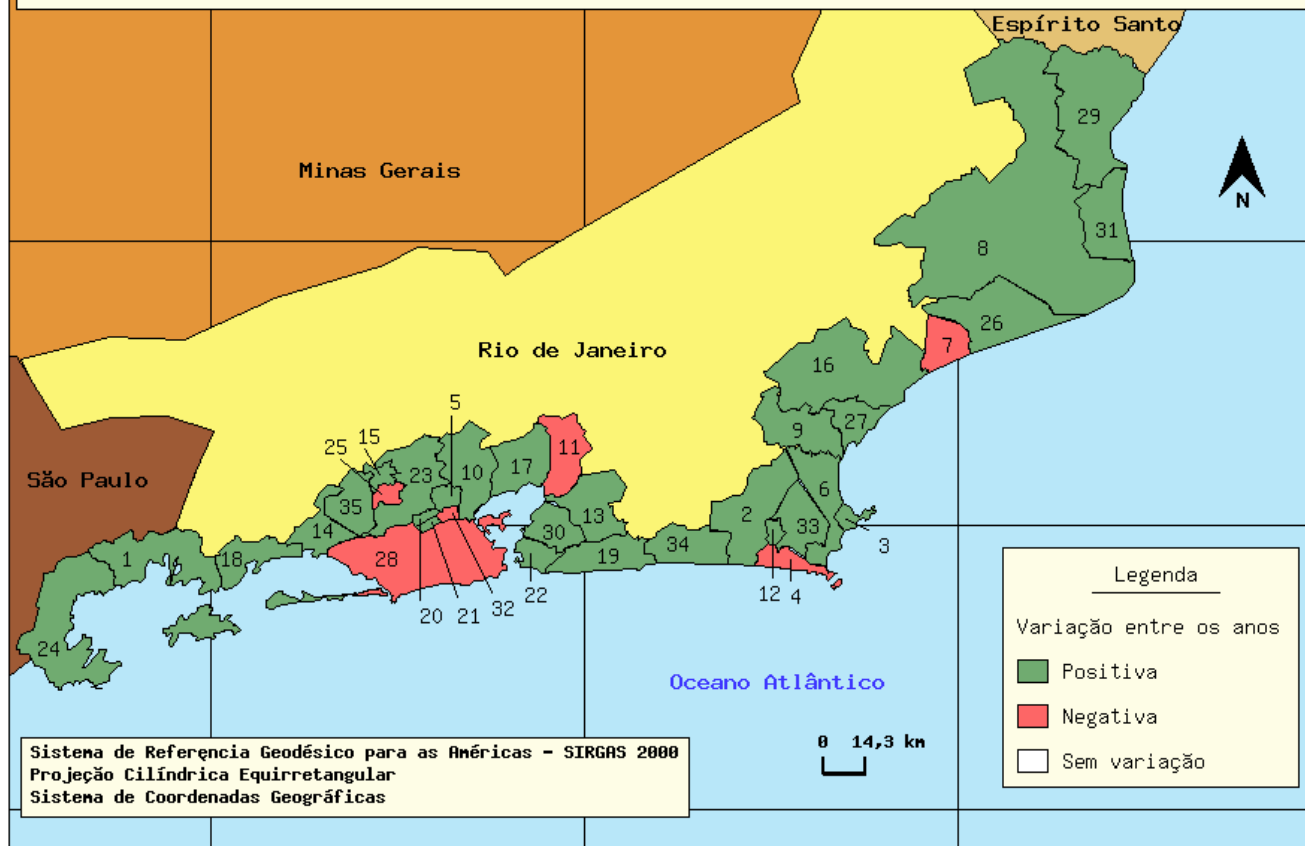 Espírito Santo
29
Minas Gerais
N
31
8
26
Rio de Janeiro
7
16
5
15
9
27
25
23
10
17
11
São Paulo
6
35
2
13
14
33
30
1
18
28
19
34
3
12
4
22
20
21
32
24
Oceano Atlântico
Legenda
Variação entre os anos
Positiva
Negativa
Sem variação
0 14,3 km
Sistema de Referęncia Geodésico para as Américas - SIRGAS 2000
Projeção Cilíndrica Equirretangular
Sistema de Coordenadas Geográficas